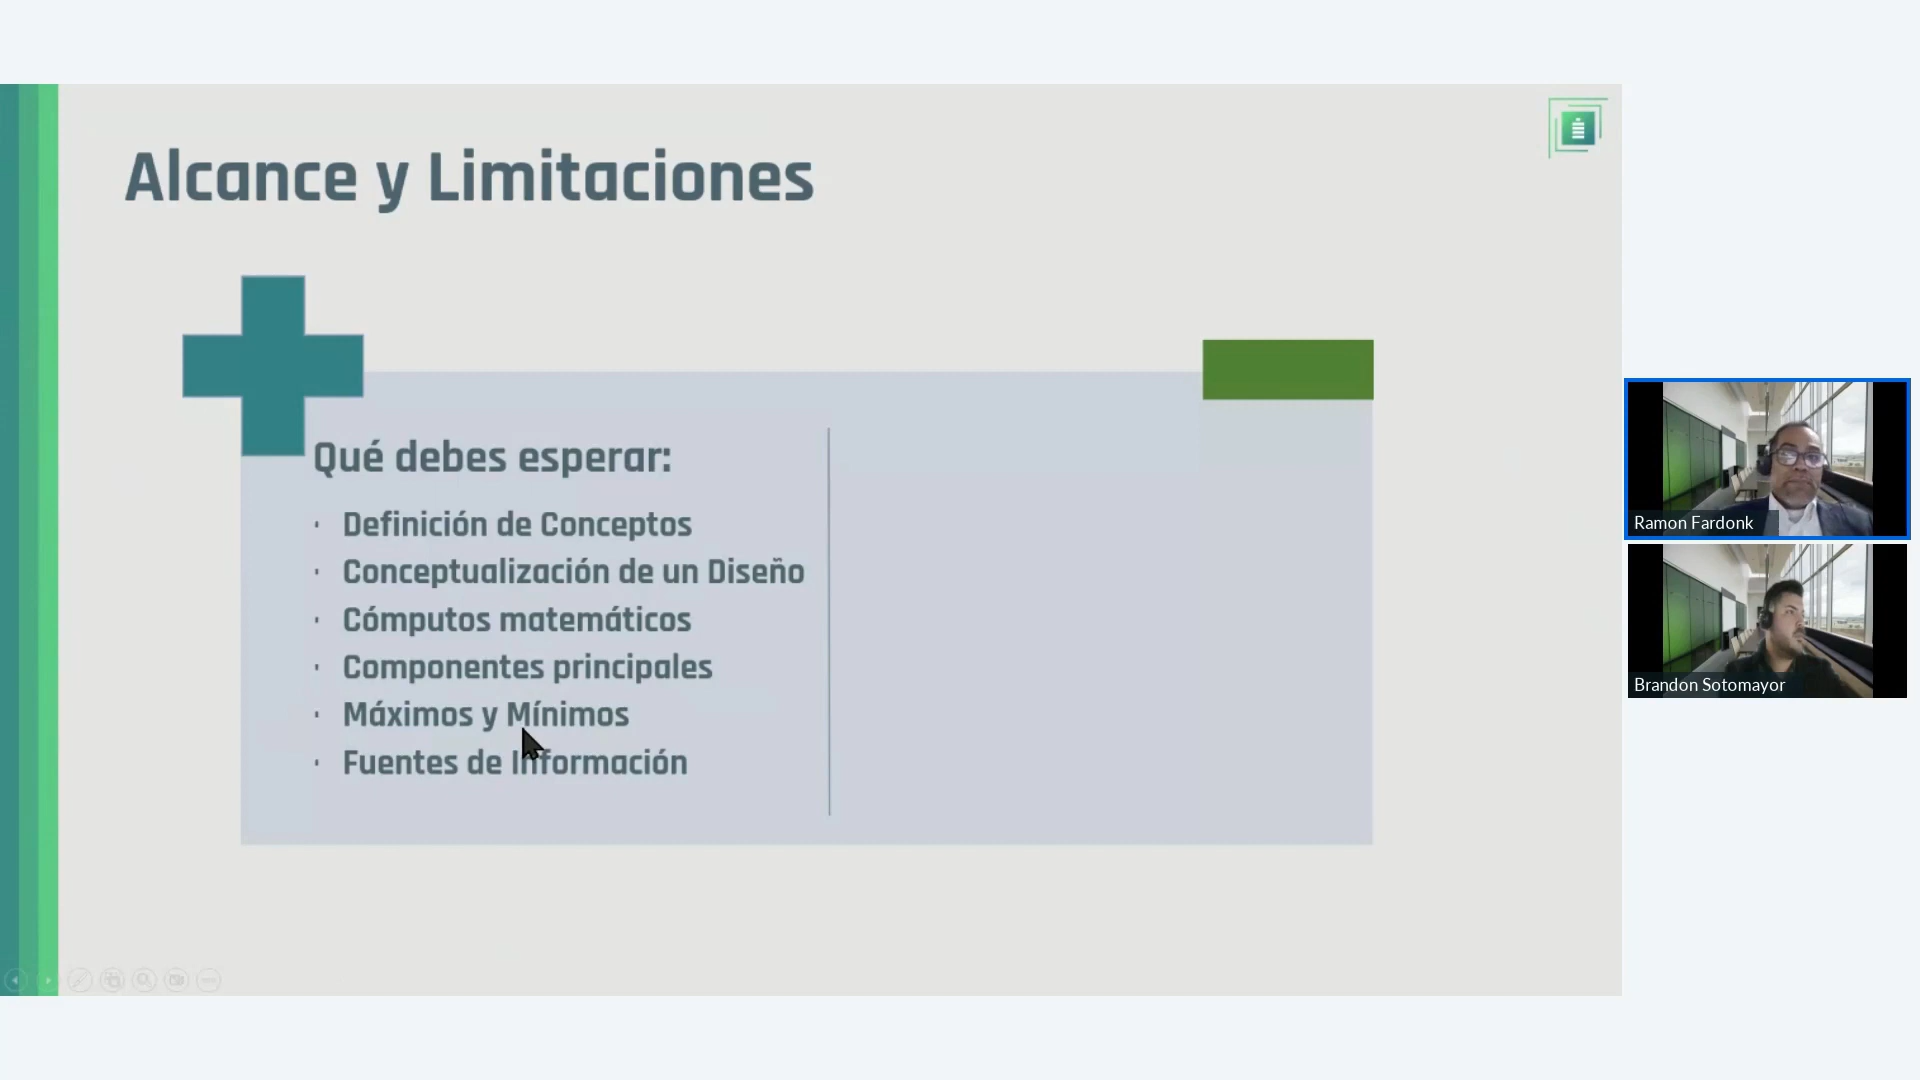 Alcance y Limitaciones
Qué debes esperar:
· Definición de Conceptos
· Conceptualización de un Diseño
· Cómputos matemáticos
· Componentes principales
· Máximos y Mínimos
· Fuentes de Información
Ramon Fardonk
Brandon Sotomayor